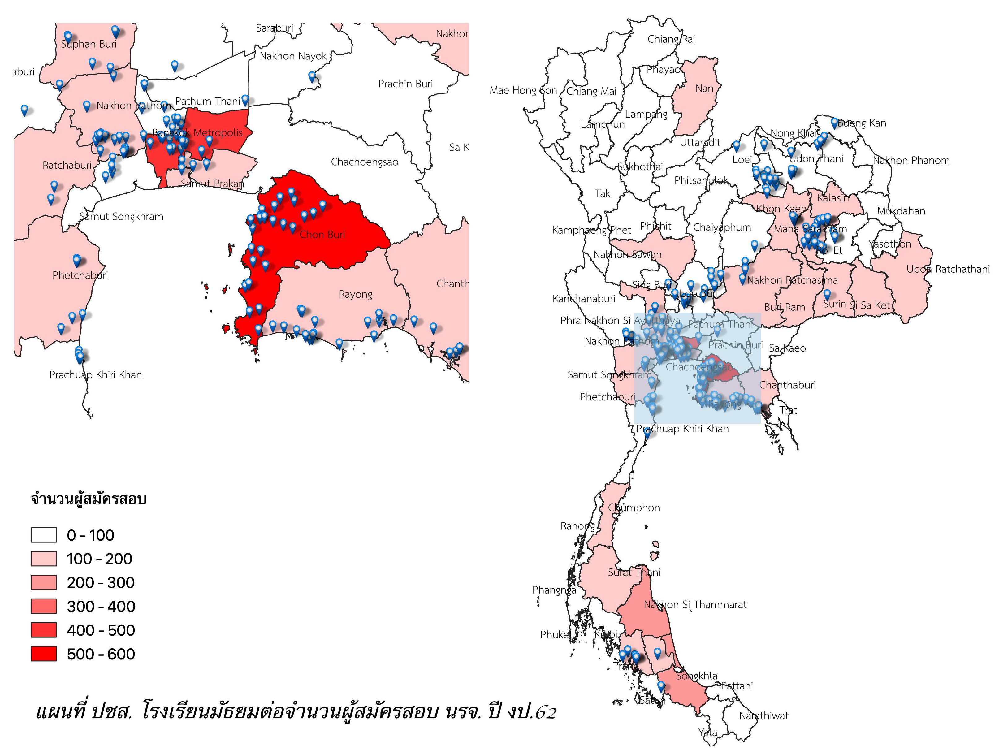 Saraburi
Nakhon
Suphan Buri
Nakhon Nayok
aburi
Prachin Buri
Nakhon Pathom
Pathum Thani
Bangkok Metropolis
Sa K
Ratchaburi
Chachoengsao
Samut Prakan
Samut Songkhram
Chon Buri
Phetchaburi
Chanth
Rayong
Prachuap Khiri Khan
Chiang Rai
Phayao
Nan
Mae Hong Son
Chiang Mai
Lampang
Lamphun
Bueng Kan
Nong Khai
Uttaradit
Loei
Udon Thani
Nakhon Phanom
Sukhothai
Phitsanulok
Tak
Kalasin
Khon Kaen
Mukdahan
Kamphaeng Phet
Phichit
Chaiyaphum
Maha Sarakham
Yasothon
Roi Et
Nakhon Sawan
Ubon Ratchathani
Nakhon Ratchasima
Sing Buri
Lop Buri
Kanchanaburi
Buri Ram
Surin
Si Sa Ket
Phra Nakhon Si Ayutthaya
Pathum Thani
Nakhon Pathom
Prachin Buri
Sa Kaeo
Chachoengsao
Samut Songkhram
Chanthaburi
Phetchaburi
Rayong
Trat
Prachuap Khiri Khan
Chumphon
Ranong
Surat Thani
Phangnga
Nakhon Si Thammarat
Phuket
Krabi
Trang
Songkhla
Pattani
Satun
Narathiwat
Yala
จำนวนผู้สมัครสอบ
0 - 100
100 - 200
200 - 300
300 - 400
400 - 500
500 - 600
แผนที่ ปชส. โรงเรียนมัธยมต่อจำนวนผู้สมัครสอบ นรจ. ปี งป.62